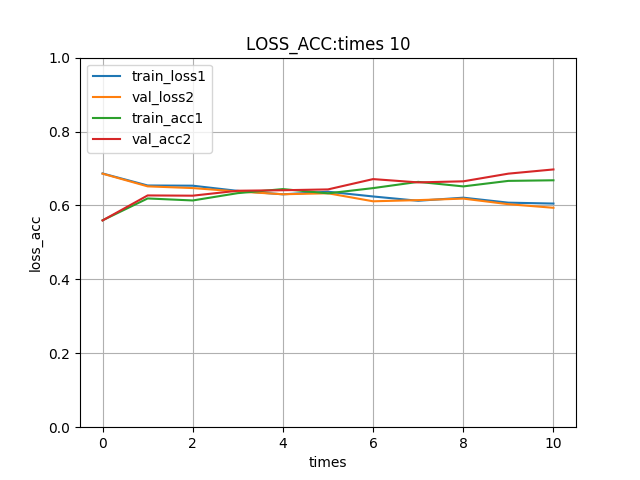 LOSS_ACC:times 10
train_loss1
val_loss2
train_acc1
val_acc2
1.0
0.8
0.6
0.4
0.2
0.0
loss_acc
0 2 4 6 8 10
times